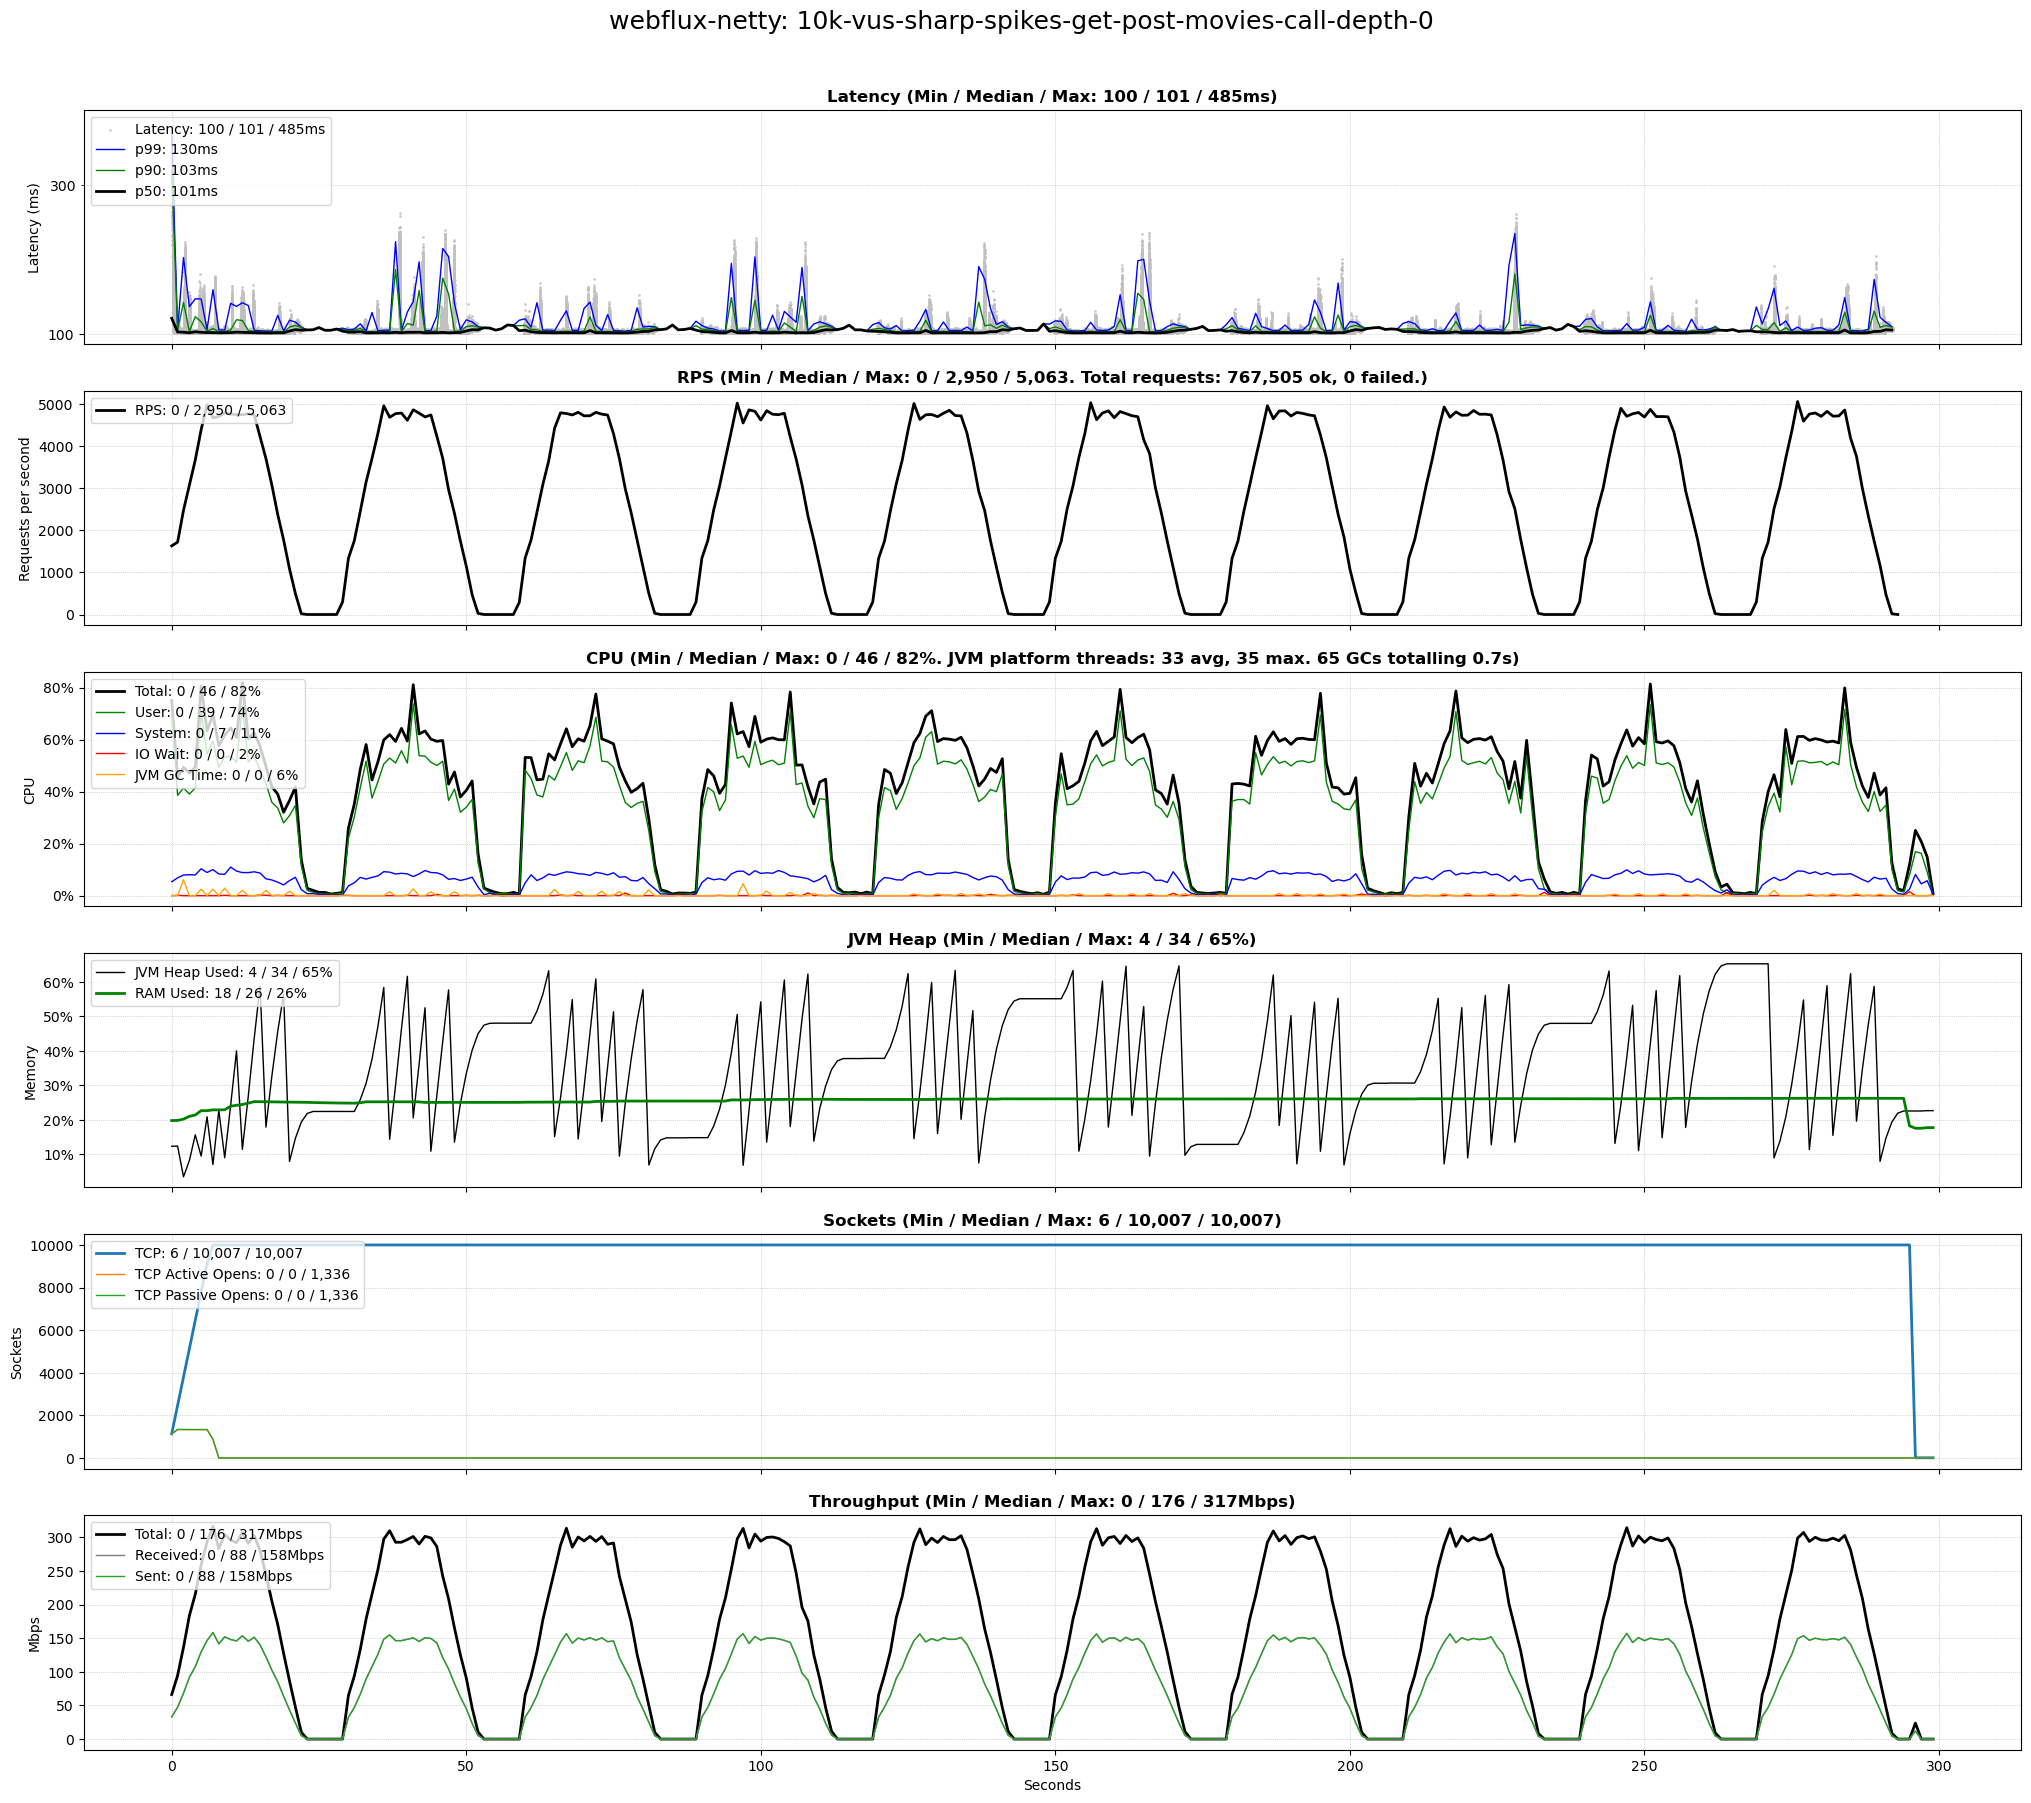 webflux-netty: 10k-vus-sharp-spikes-get-post-movies-call-depth-0
Latency (Min / Median / Max: 100 / 101 / 485ms)
Latency: 100 / 101 / 485ms
p99: 130ms
p90: 103ms
p50: 101ms
300
100
Latency (ms)
RPS (Min / Median / Max: 0 / 2,950 / 5,063. Total requests: 767,505 ok, 0 failed.)
RPS: 0 / 2,950 / 5,063
5000
4000
3000
2000
1000
0
Requests per second
CPU (Min / Median / Max: 0 / 46 / 82%. JVM platform threads: 33 avg, 35 max. 65 GCs totalling 0.7s)
Total: 0 / 46 / 82%
User: 0 / 39 / 74%
System: 0 / 7 / 11%
IO Wait: 0 / 0 / 2%
JVM GC Time: 0 / 0 / 6%
80%
60%
40%
20%
0%
CPU
JVM Heap (Min / Median / Max: 4 / 34 / 65%)
JVM Heap Used: 4 / 34 / 65%
RAM Used: 18 / 26 / 26%
60%
50%
40%
30%
20%
10%
Memory
Sockets (Min / Median / Max: 6 / 10,007 / 10,007)
TCP: 6 / 10,007 / 10,007
TCP Active Opens: 0 / 0 / 1,336
TCP Passive Opens: 0 / 0 / 1,336
10000
8000
6000
4000
2000
0
Sockets
Throughput (Min / Median / Max: 0 / 176 / 317Mbps)
Total: 0 / 176 / 317Mbps
Received: 0 / 88 / 158Mbps
Sent: 0 / 88 / 158Mbps
300
250
200
150
100
50
0
Mbps
0 50 100 150 200 250 300
Seconds